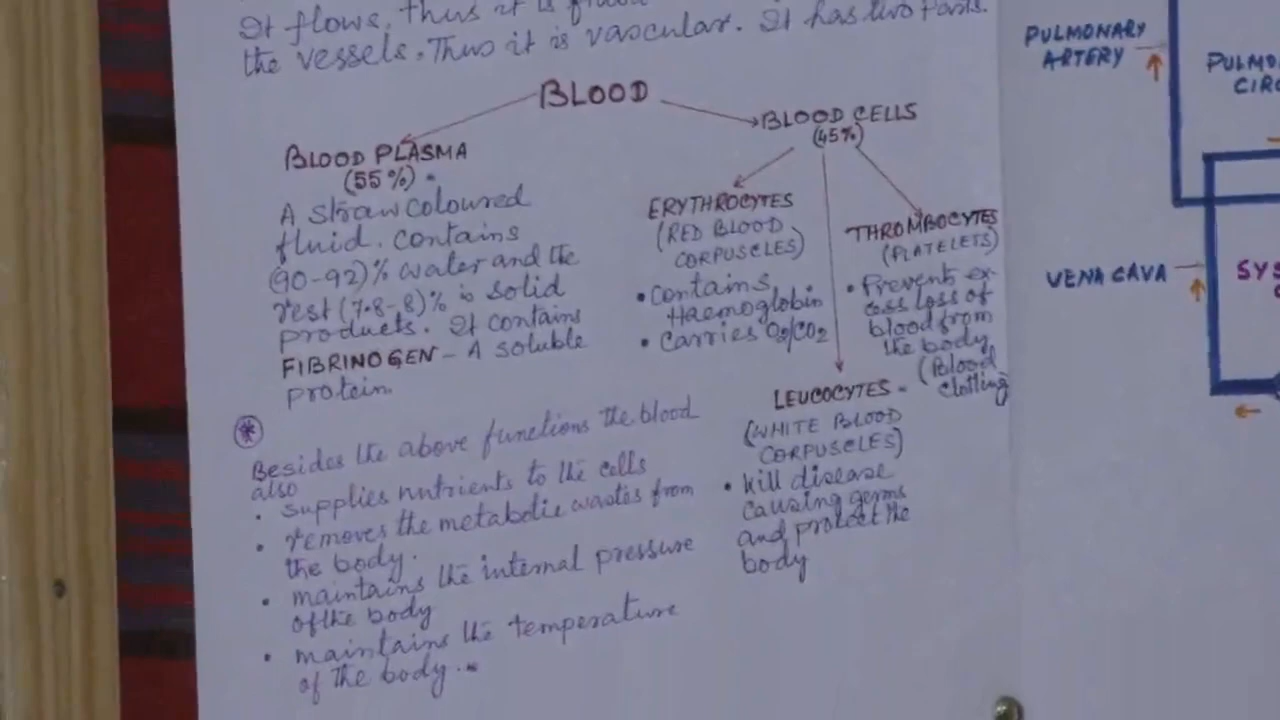 It flows, thus it is
the vessels. Thus it is vascular. It has two parts.
BLOOD
BLOOD PLASMA
(55%)
A straw coloured
fluid. contains
(90-92)% water and the
rest (7.8-8)% is solid
products. It contains
FIBRINOGEN - A soluble
protein
BLOOD CELLS
(45%)
ERYTHROCYTES
(RED BLOOD
CORPUSCLES)
• Contains
Haemoglobin
• Carries O2/CO2
THROMBOCYTES
(PLATELETS)
• Prevents ex-
cess loss of
blood from
the body
(Blood
clotting
LEUCOCYTES -
(WHITE BLOOD
CORPUSCLES)
• kill disease
causing germs
and protect the
body
*
Besides the above functions the blood
also
• supplies nutrients to the cells
• removes the metabolic wastes from
the body.
• maintains the internal pressure
of the body
• maintains the temperature
of the body.
PULMONARY
ARTERY
PULMO
CIRC
VENA CAVA
SYS